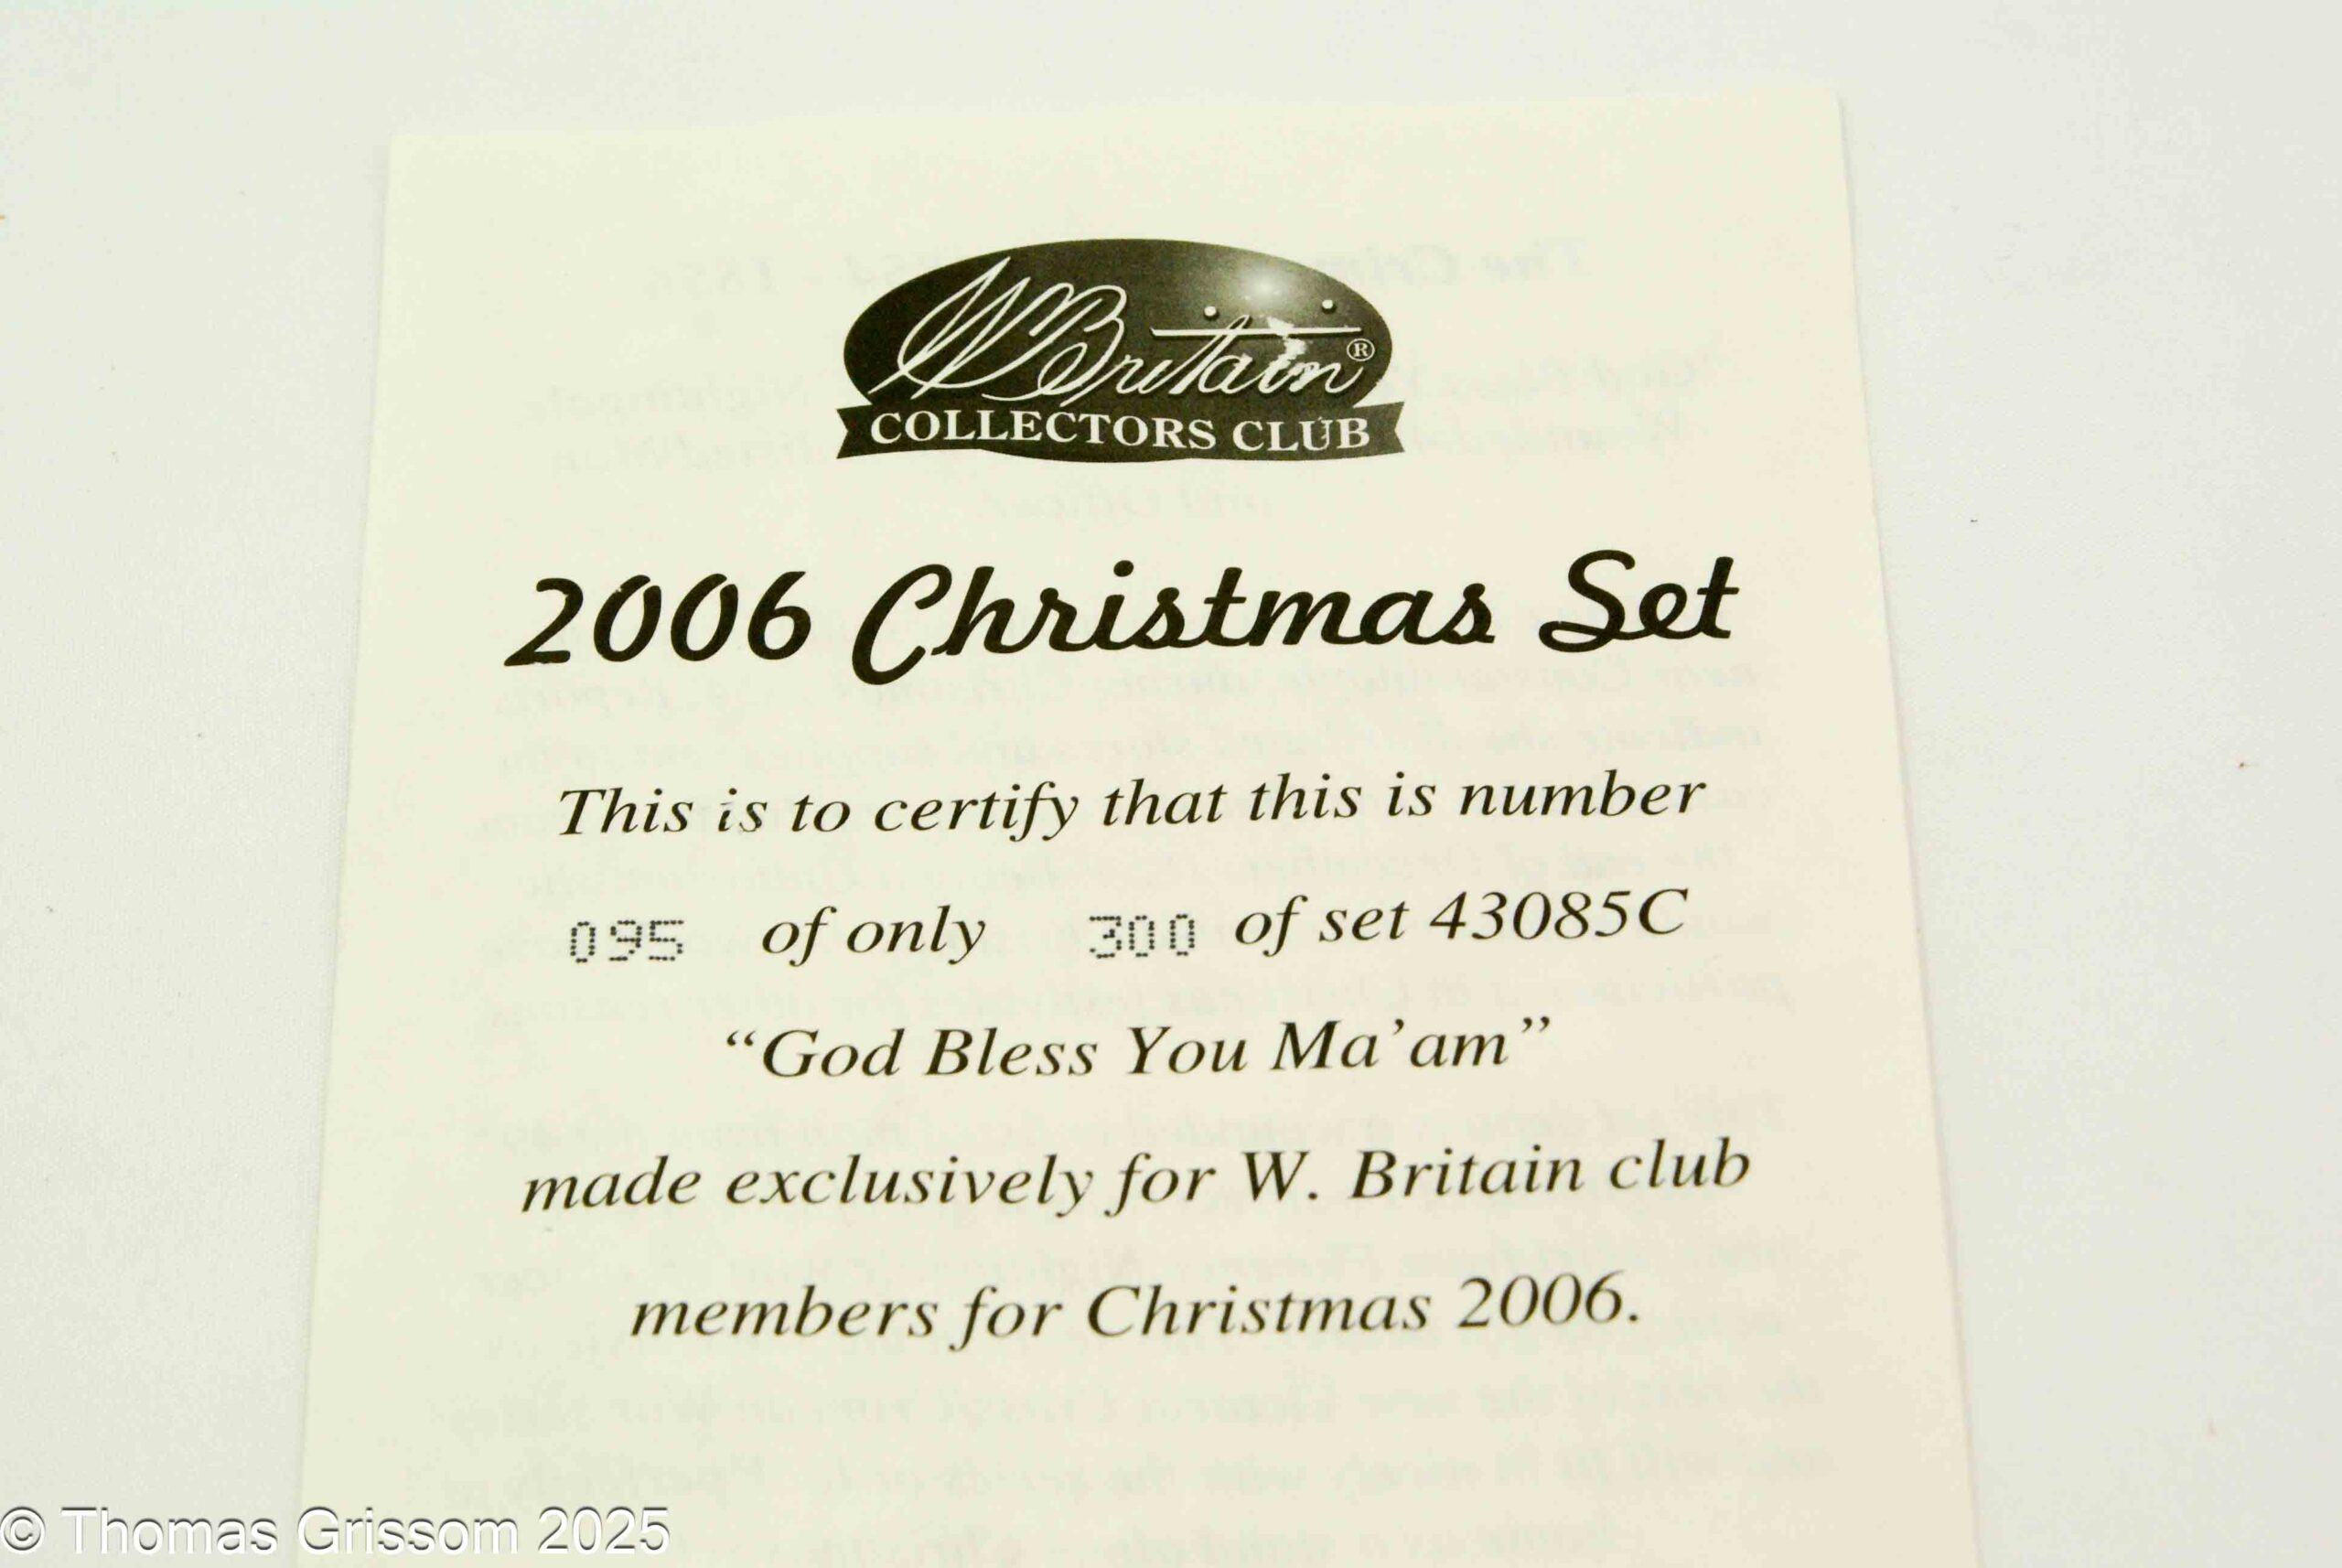 W Britain®
COLLECTORS CLUB
2006 Christmas Set
This is to certify that this is number
095 of only 300 of set 43085C
“God Bless You Ma’am”
made exclusively for W. Britain club
members for Christmas 2006.
© Thomas Grissom 2025